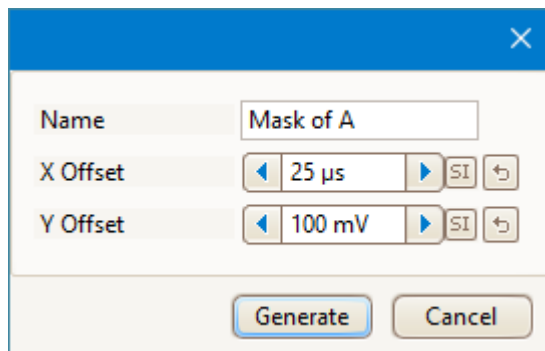 Name Mask of A
X Offset 25 µs SI
Y Offset 100 mV SI
Generate Cancel